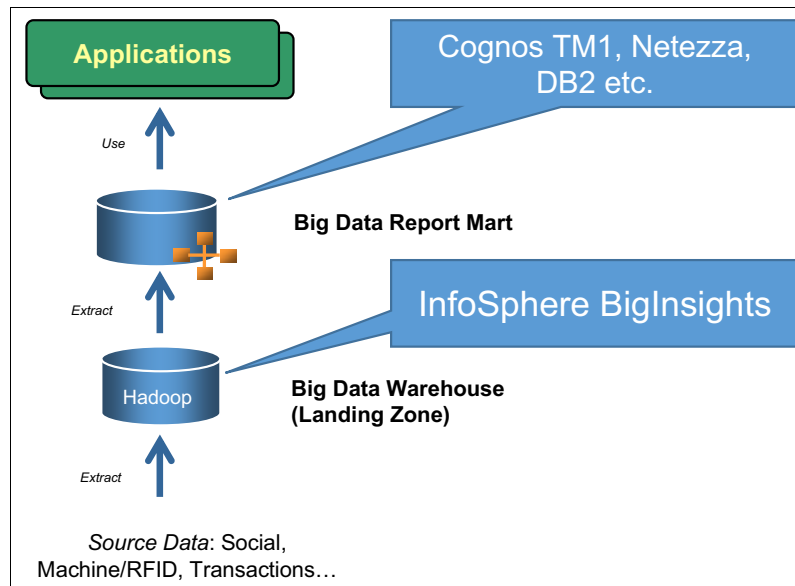 Applications
Cognos TM1, Netezza,
DB2 etc.
Use
Big Data Report Mart
Extract
InfoSphere BigInsights
Hadoop
Big Data Warehouse
(Landing Zone)
Extract
Source Data: Social,
Machine/RFID, Transactions…